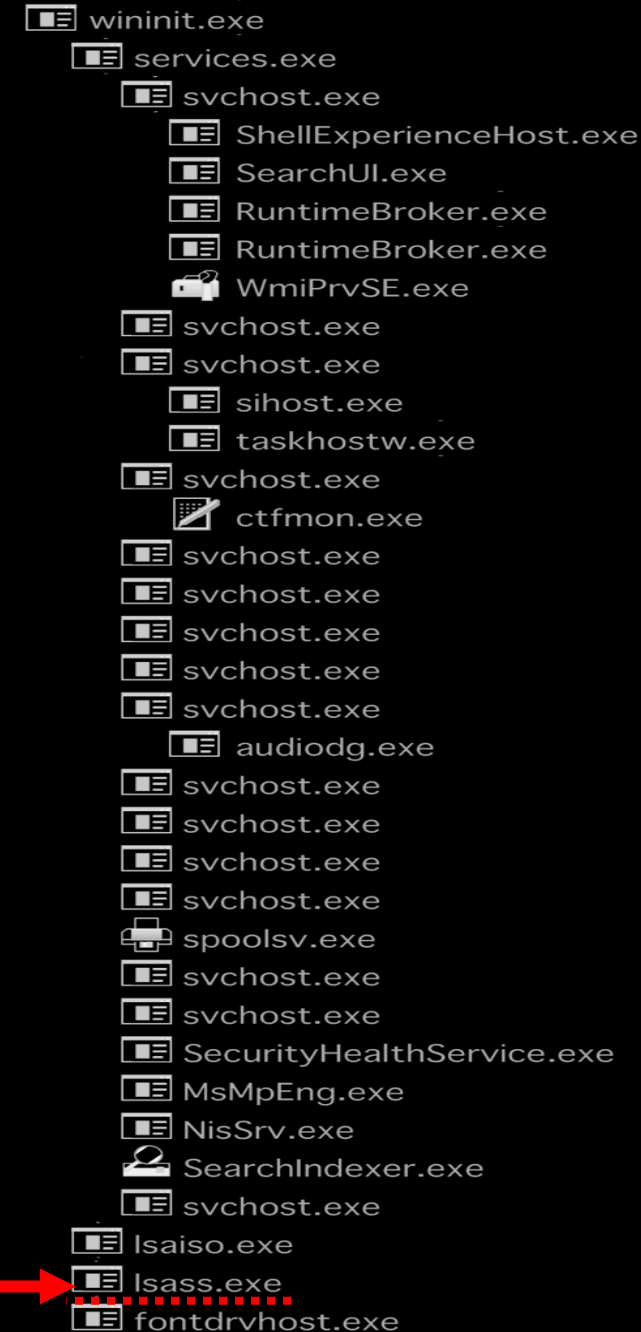 wininit.exe
services.exe
svchost.exe
ShellExperienceHost.exe
SearchUI.exe
RuntimeBroker.exe
RuntimeBroker.exe
WmiPrvSE.exe
svchost.exe
svchost.exe
sihost.exe
taskhostw.exe
svchost.exe
ctfmon.exe
svchost.exe
svchost.exe
svchost.exe
svchost.exe
svchost.exe
audiodg.exe
svchost.exe
svchost.exe
svchost.exe
svchost.exe
spoolsv.exe
svchost.exe
svchost.exe
SecurityHealthService.exe
MsMpEng.exe
NisSrv.exe
SearchIndexer.exe
svchost.exe
lsaiso.exe
lsass.exe
fontdrvhost.exe